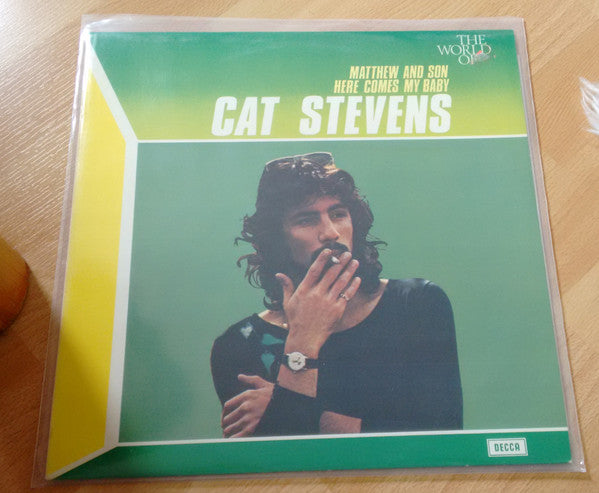 THE
WORLD
OF
MATTHEW AND SON
HERE COMES MY BABY
CAT STEVENS
DECCA